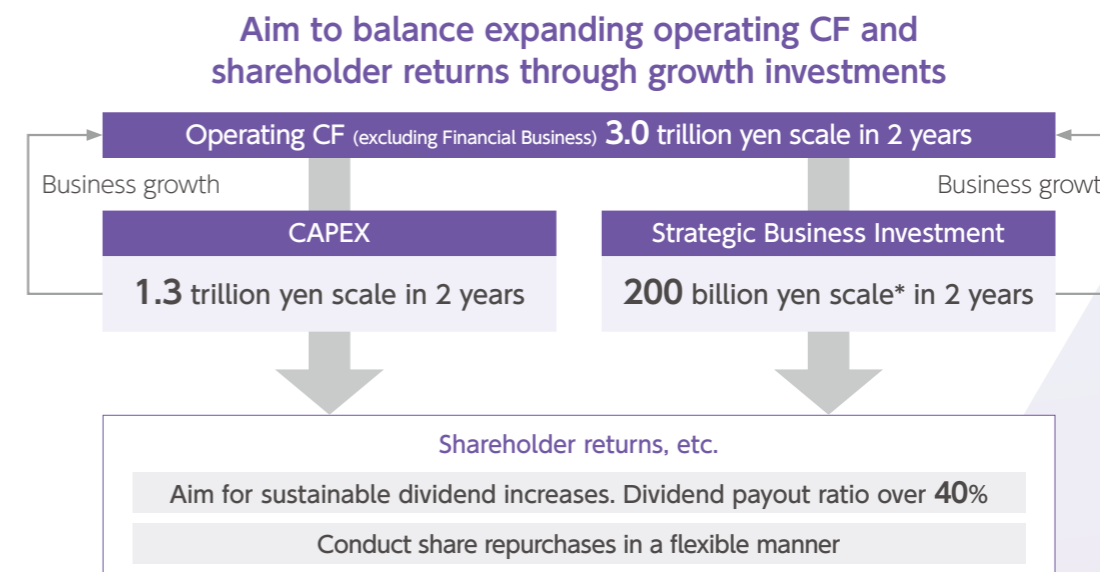 Aim to balance expanding operating CF and
shareholder returns through growth investments
Operating CF (excluding Financial Business) 3.0 trillion yen scale in 2 years
Business growth
Business growt
CAPEX
1.3 trillion yen scale in 2 years
Strategic Business Investment
200 billion yen scale* in 2 years
Shareholder returns, etc.
Aim for sustainable dividend increases. Dividend payout ratio over 40%
Conduct share repurchases in a flexible manner